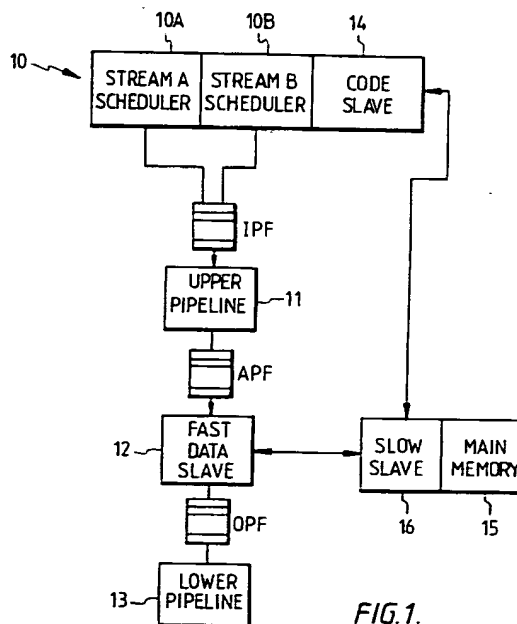 10A 10B 14
10
STREAM A SCHEDULER
STREAM B SCHEDULER
CODE SLAVE
IPF
UPPER PIPELINE
11
APF
12
FAST DATA SLAVE
SLOW SLAVE
MAIN MEMORY
16 15
OPF
13
LOWER PIPELINE
FIG.1.